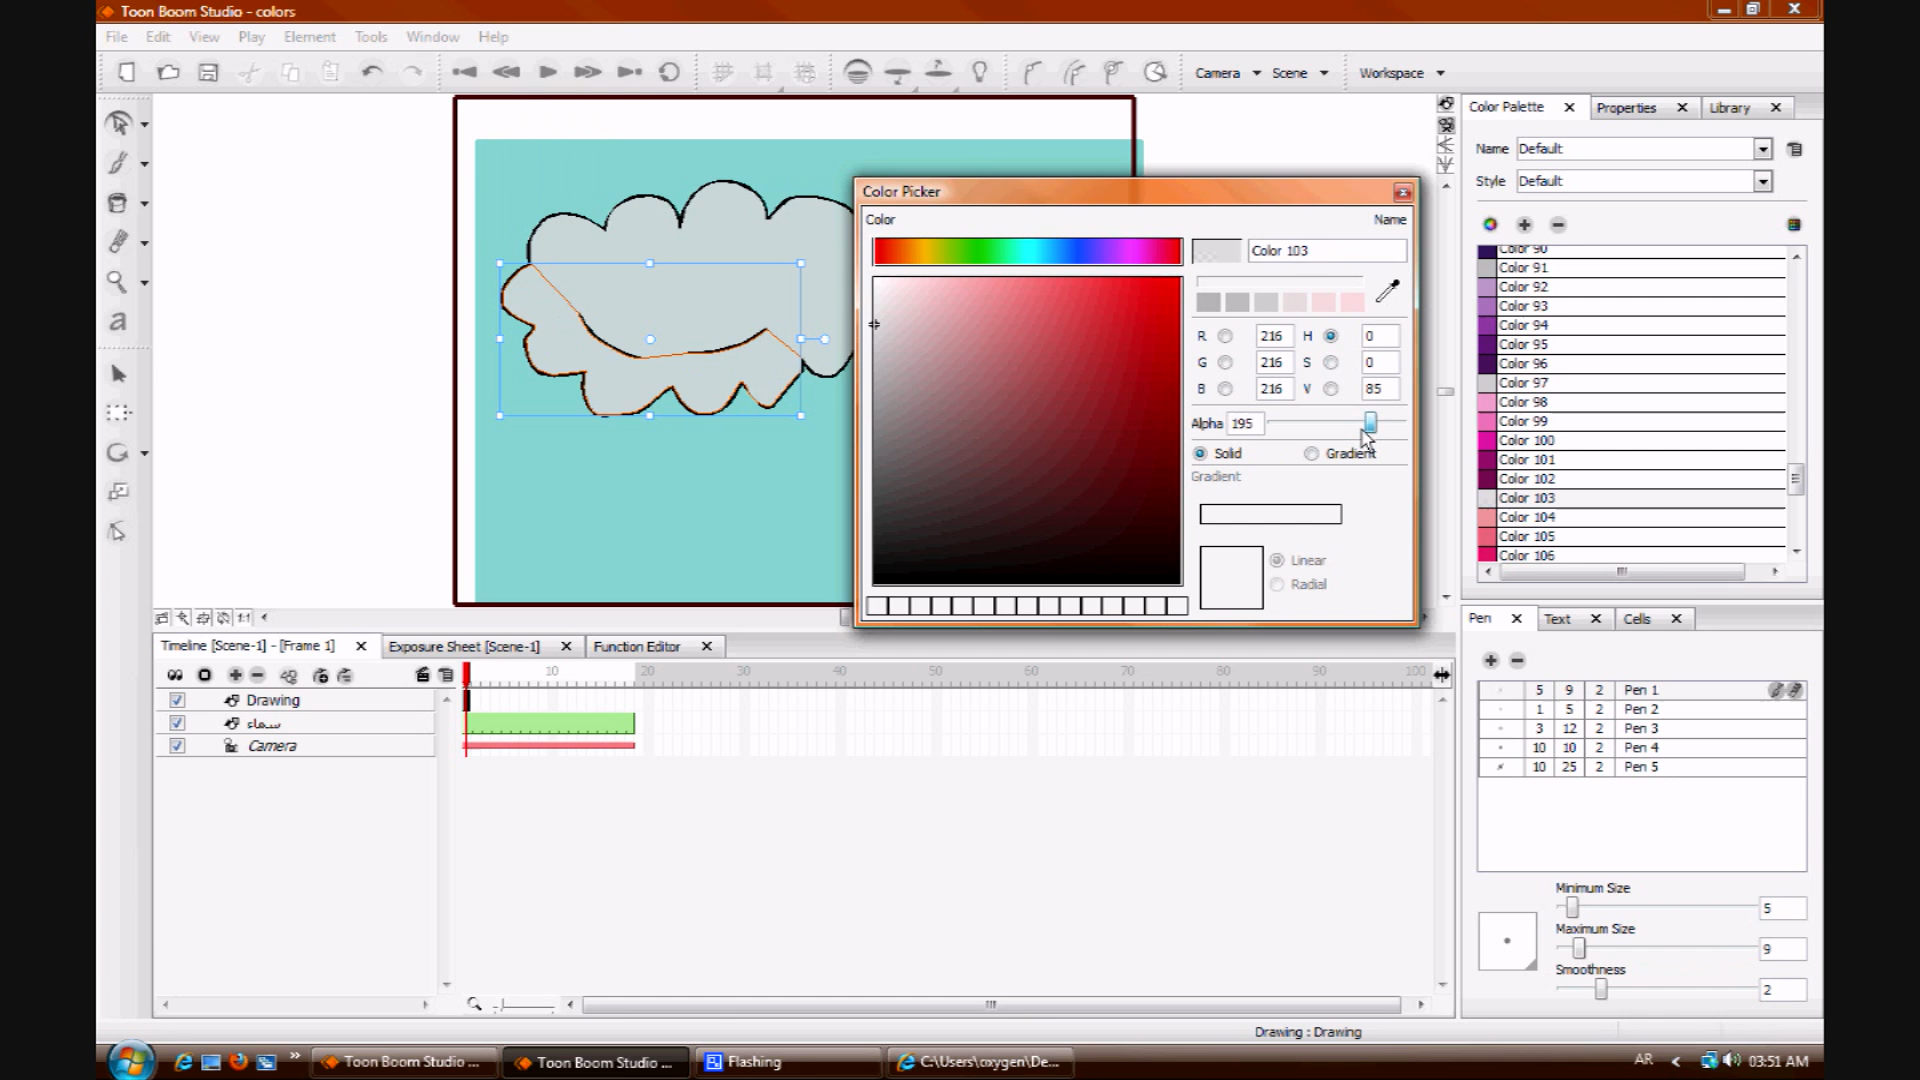 Toon Boom Studio - colors
File Edit View Play Element Tools Window Help
Camera Scene Workspace
Color Palette Properties Library
Name Default
Style Default
Color 90
Color 91
Color 92
Color 93
Color 94
Color 95
Color 96
Color 97
Color 98
Color 99
Color 100
Color 101
Color 102
Color 103
Color 104
Color 105
Color 106
Color Picker
Color Name
Color 103
R 216 H 0
G 216 S 0
B 216 V 85
Alpha 195
Solid Gradient
Gradient
Linear
Radial
1:1
Timeline [Scene-1] - [Frame 1] Exposure Sheet [Scene-1] Function Editor
10 20 30 40 50 60 70 80 90 100
Drawing
سماء
Camera
Pen Text Cells
5 9 2 Pen 1
1 5 2 Pen 2
3 12 2 Pen 3
10 10 2 Pen 4
10 25 2 Pen 5
Minimum Size
5
Maximum Size
9
Smoothness
2
Drawing : Drawing
Toon Boom Studio ... Toon Boom Studio ... Flashing C:\Users\oxygen\De... AR 03:51 AM